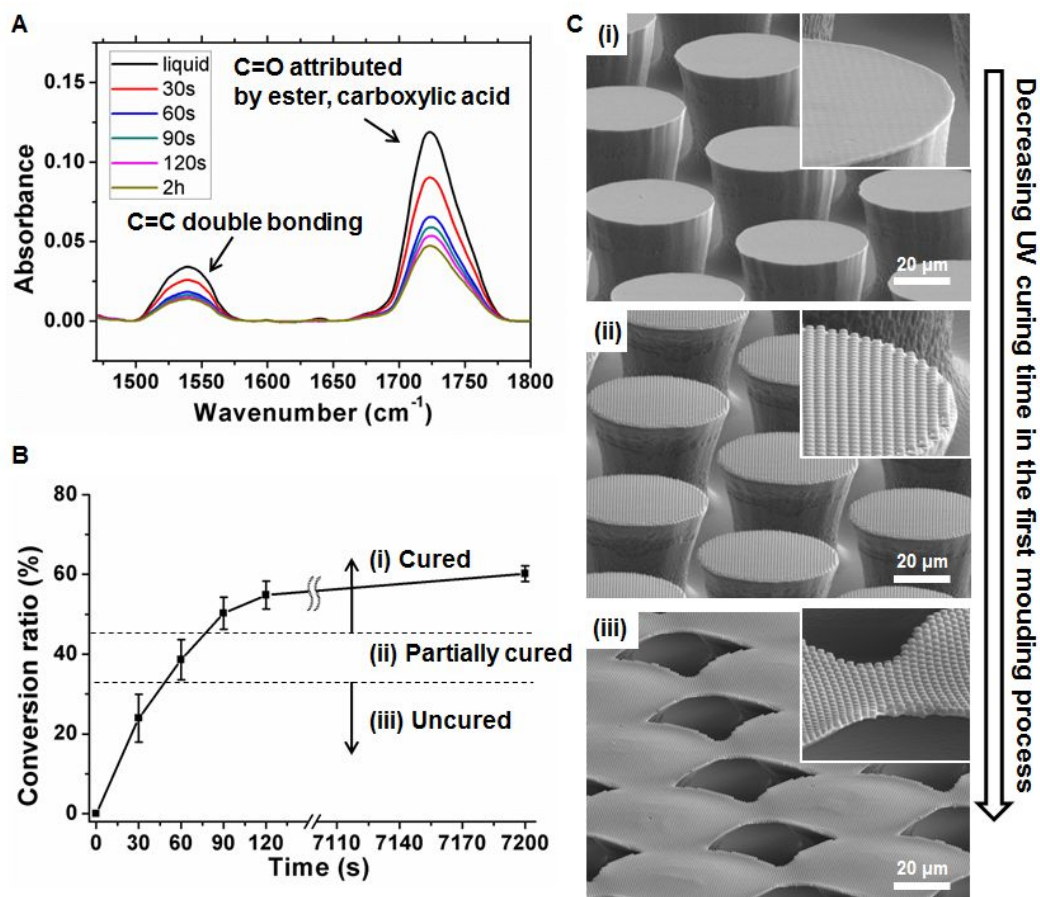 A
0.15
0.10
0.05
0.00
Absorbance
liquid
30s
60s
90s
120s
2h
C=O attributed
by ester, carboxylic acid
C=C double bonding
1500 1550 1600 1650 1700 1750 1800
Wavenumber (cm⁻¹)
B
80
60
40
20
0
Conversion ratio (%)
(i) Cured
(ii) Partially cured
(iii) Uncured
0 30 60 90 120 7110 7140 7170 7200
Time (s)
C
(i)
20 µm
(ii)
20 µm
(iii)
20 µm
Decreasing UV curing time in the first mouding process